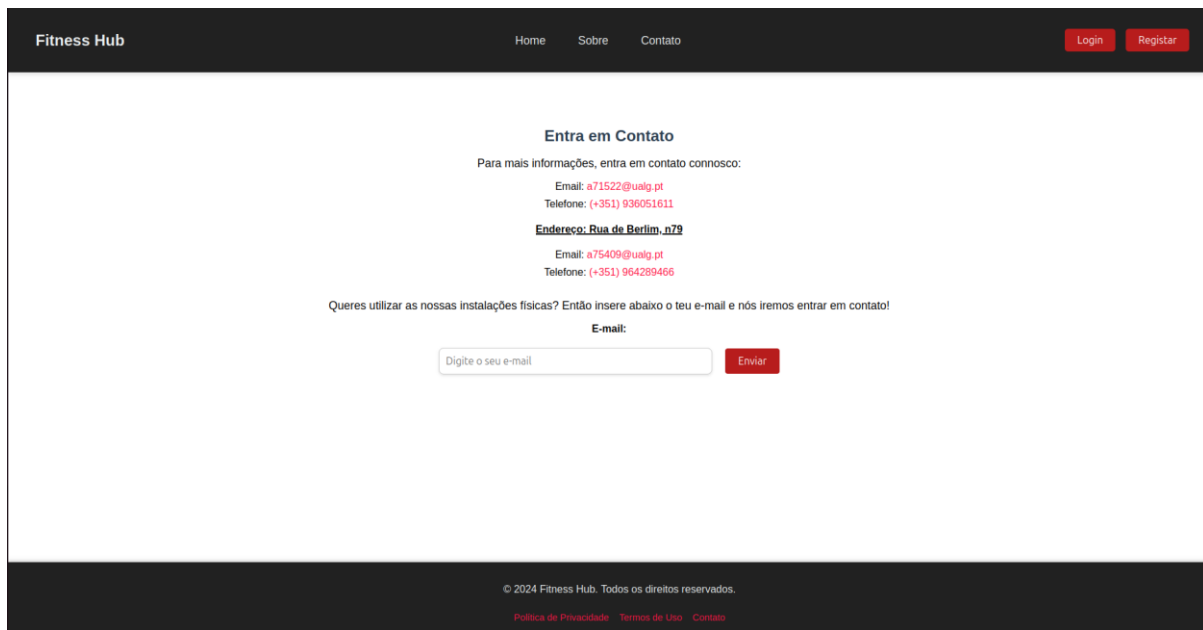 Fitness Hub
Home Sobre Contato
Login Registar
Entra em Contato
Para mais informações, entra em contato connosco:
Email: a71522@ualg.pt
Telefone: (+351) 936051611
Endereço: Rua de Berlim, n79
Email: a75409@ualg.pt
Telefone: (+351) 964289466
Queres utilizar as nossas instalações físicas? Então insere abaixo o teu e-mail e nós iremos entrar em contato!
E-mail:
Digite o seu e-mail Enviar
© 2024 Fitness Hub. Todos os direitos reservados.
Política de Privacidade Termos de Uso Contato